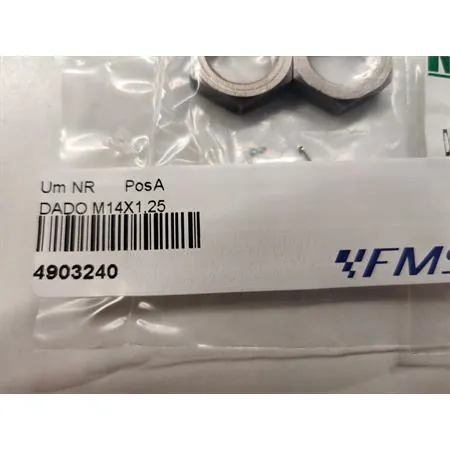 Um NR PosA
DADO M14X1,25
4903240
FMS